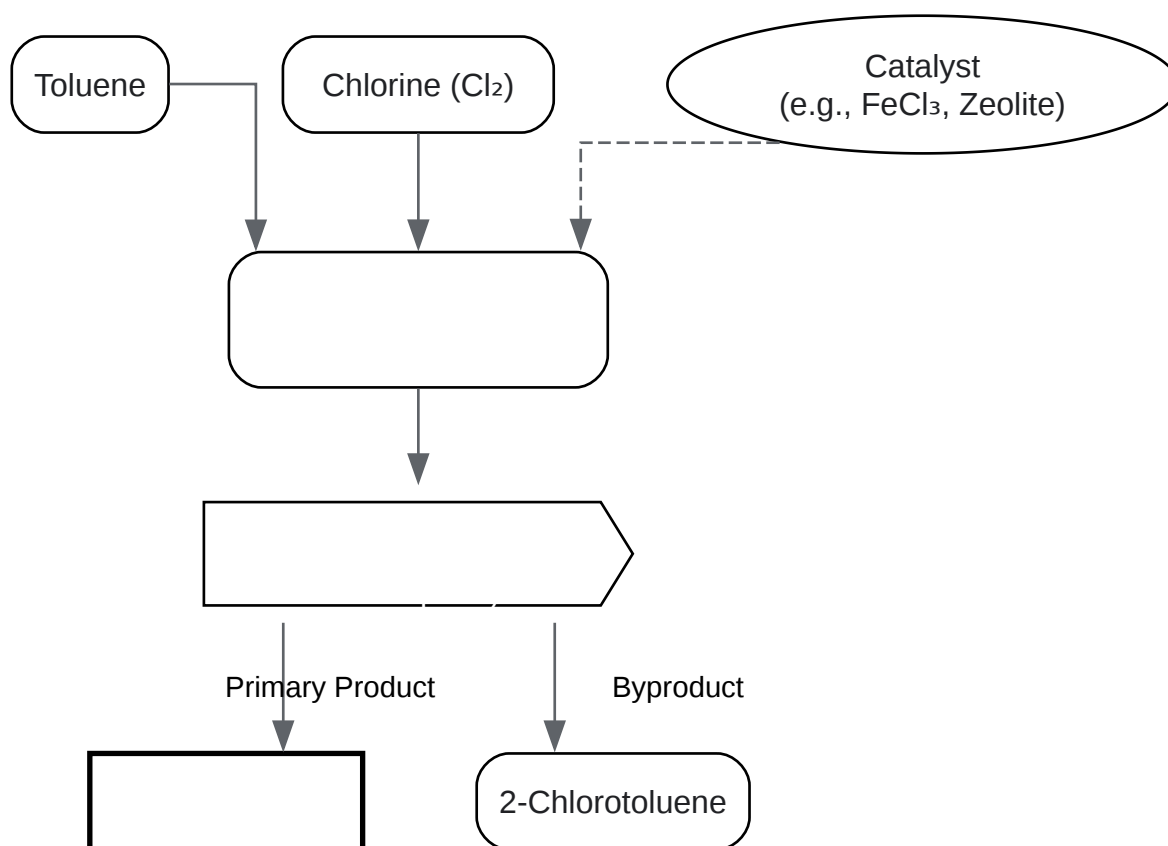 Toluene
Chlorine (Cl₂)
Catalyst
(e.g., FeCl₃, Zeolite)
Primary Product
Byproduct
2-Chlorotoluene